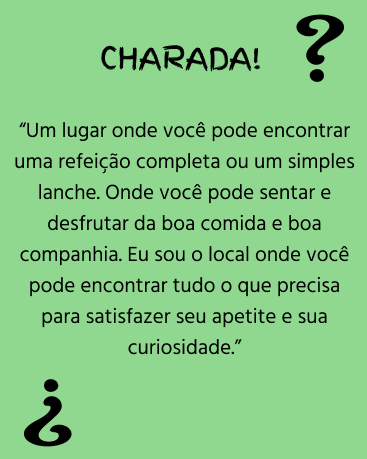 ?
CHARADA!
“Um lugar onde você pode encontrar
uma refeição completa ou um simples
lanche. Onde você pode sentar e
desfrutar da boa comida e boa
companhia. Eu sou o local onde você
pode encontrar tudo o que precisa
para satisfazer seu apetite e sua
curiosidade.”
¿